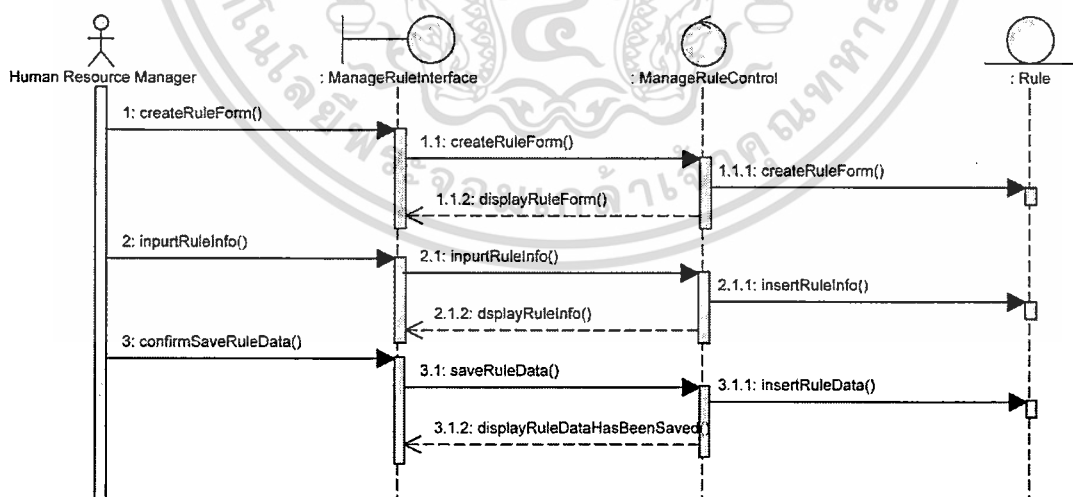 Human Resource Manager
: ManageRuleInterface
: ManageRuleControl
: Rule
1: createRuleForm()
1.1: createRuleForm()
1.1.1: createRuleForm()
1.1.2: displayRuleForm()
2: inpurtRuleInfo()
2.1: inpurtRuleInfo()
2.1.1: insertRuleInfo()
2.1.2: dsplayRuleInfo()
3: confirmSaveRuleData()
3.1: saveRuleData()
3.1.1: insertRuleData()
3.1.2: displayRuleDataHasBeenSaved()